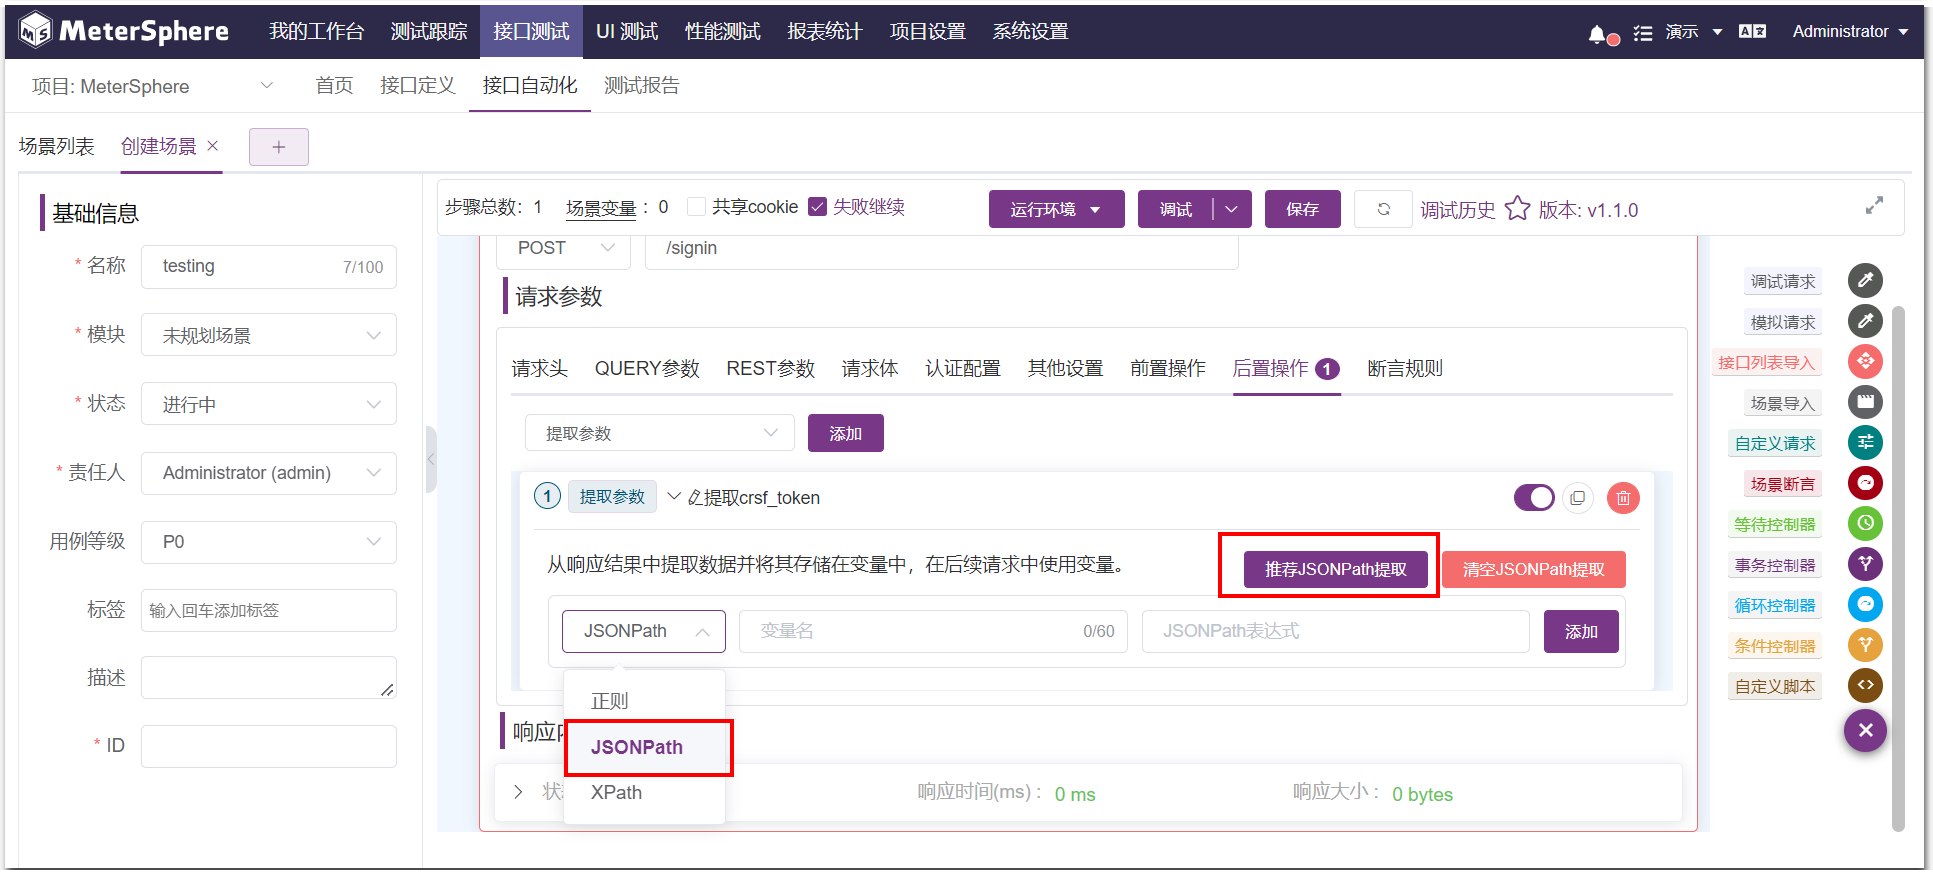 MeterSphere 我的工作台 测试跟踪 接口测试 UI 测试 性能测试 报表统计 项目设置 系统设置 演示 Administrator
项目: MeterSphere 首页 接口定义 接口自动化 测试报告
场景列表 创建场景 × +
基础信息
* 名称 testing 7/100
* 模块 未规划场景
* 状态 进行中
* 责任人 Administrator (admin)
用例等级 P0
标签 输入回车添加标签
描述
* ID
步骤总数: 1 场景变量 : 0 共享cookie 失败继续 运行环境 调试 保存 调试历史 版本: v1.1.0
POST /signin
请求参数
请求头 QUERY参数 REST参数 请求体 认证配置 其他设置 前置操作 后置操作 1 断言规则
提取参数 添加
1 提取参数 提取crsf_token
从响应结果中提取数据并将其存储在变量中，在后续请求中使用变量。 推荐JSONPath提取 清空JSONPath提取
JSONPath 变量名 0/60 JSONPath表达式 添加
正则
JSONPath
XPath
响应
响应时间(ms) : 0 ms 响应大小 : 0 bytes
调试请求
模拟请求
接口列表导入
场景导入
自定义请求
场景断言
等待控制器
事务控制器
循环控制器
条件控制器
自定义脚本